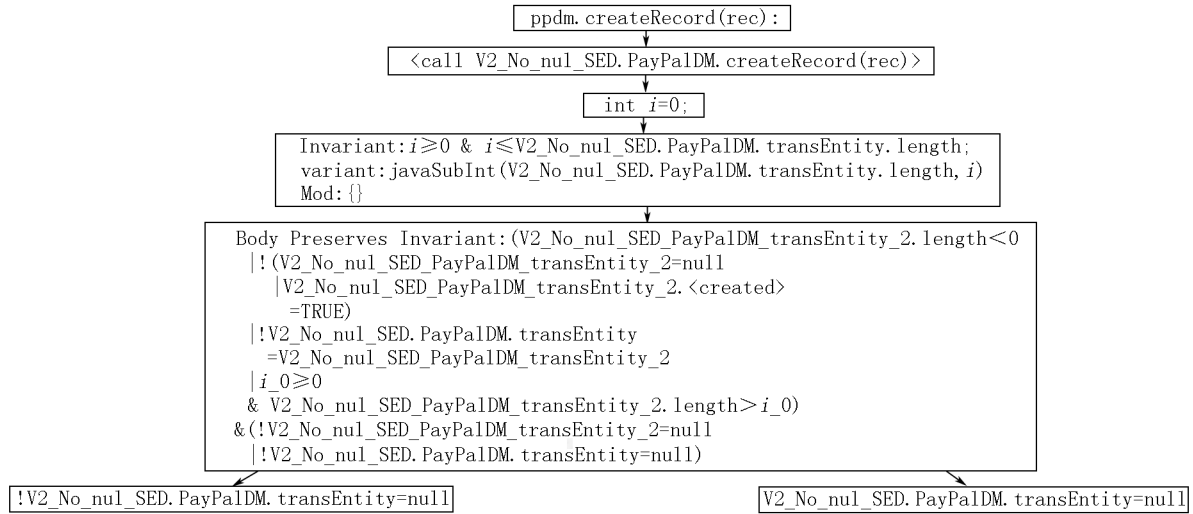 ppdm.createRecord(rec):
<call V2_No_nul_SED.PayPalDM.createRecord(rec)>
int i=0;
Invariant:i≥0 & i≤V2_No_nul_SED.PayPalDM.transEntity.length;
variant:javaSubInt(V2_No_nul_SED.PayPalDM.transEntity.length,i)
Mod:{}
Body Preserves Invariant:(V2_No_nul_SED_PayPalDM_transEntity_2.length<0
|!(V2_No_nul_SED_PayPalDM_transEntity_2=null
|V2_No_nul_SED_PayPalDM_transEntity_2.<created>
=TRUE)
|!V2_No_nul_SED.PayPalDM.transEntity
=V2_No_nul_SED_PayPalDM_transEntity_2
|i_0≥0
& V2_No_nul_SED_PayPalDM_transEntity_2.length>i_0)
&(!V2_No_nul_SED_PayPalDM_transEntity_2=null
|!V2_No_nul_SED.PayPalDM.transEntity=null)
!V2_No_nul_SED.PayPalDM.transEntity=null
V2_No_nul_SED.PayPalDM.transEntity=null